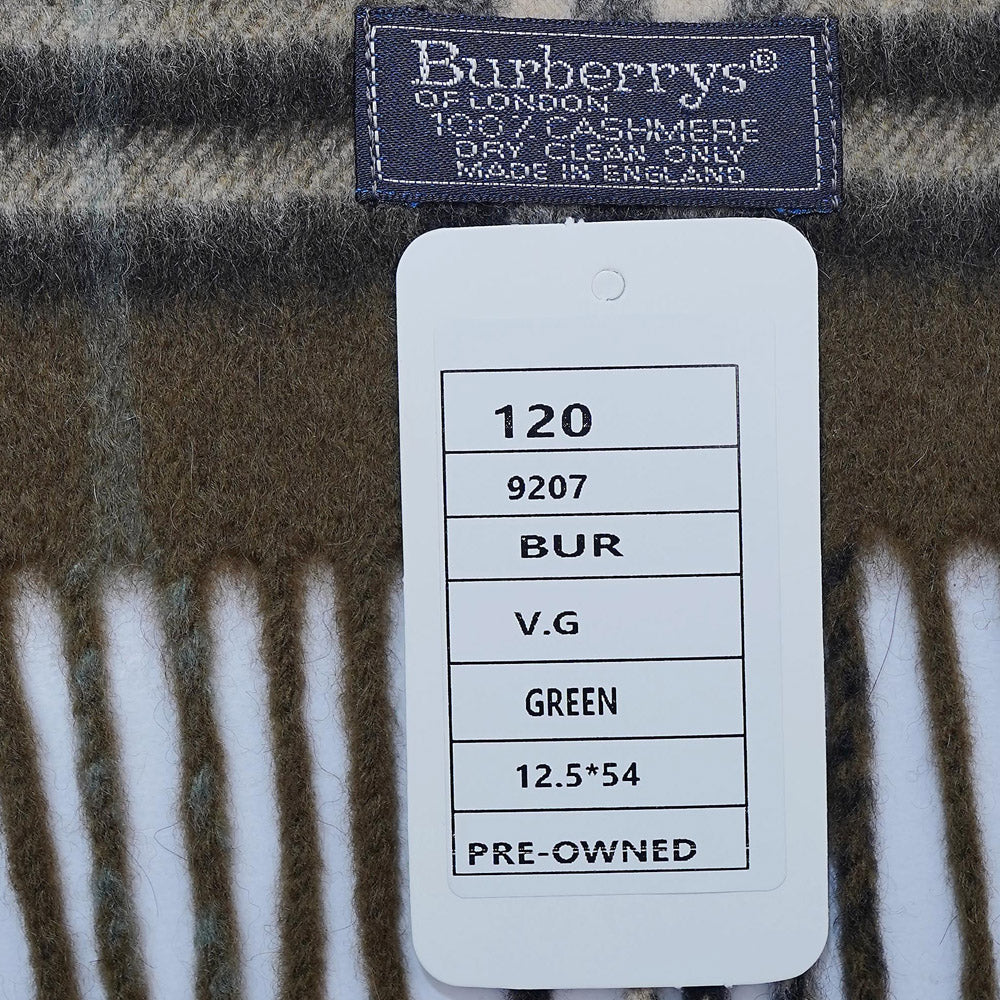 Burberrys®
OF LONDON
100% CASHMERE
DRY CLEAN ONLY
MADE IN ENGLAND
120
9207
BUR
V.G
GREEN
12.5*54
PRE-OWNED